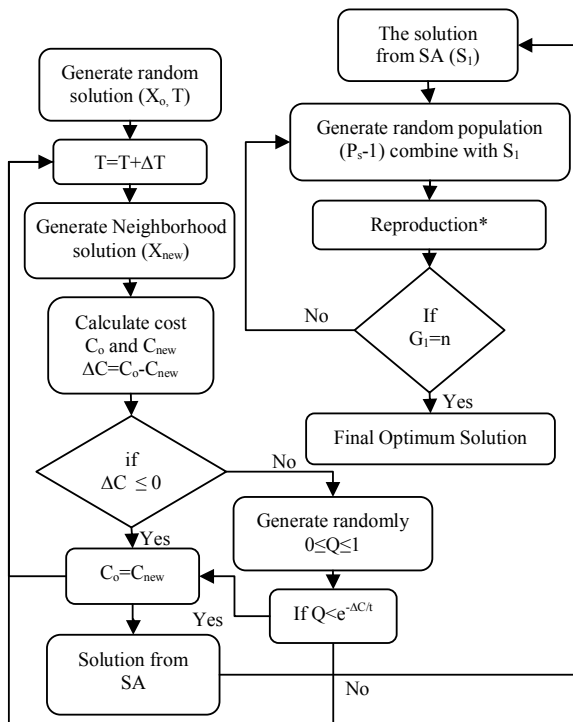 Generate random
solution (Xₒ, T)
T=T+ΔT
Generate Neighborhood
solution (Xₙₑw)
Calculate cost
Cₒ and Cₙₑw
ΔC=Cₒ-Cₙₑw
if
ΔC ≤ 0
No
Yes
Generate randomly
0≤Q≤1
Cₒ=Cₙₑw
If Q<e^-ΔC/t
Yes
Solution from
SA
No
The solution
from SA (S₁)
Generate random population
(Pₛ-1) combine with S₁
Reproduction*
No
If
G₁=n
Yes
Final Optimum Solution